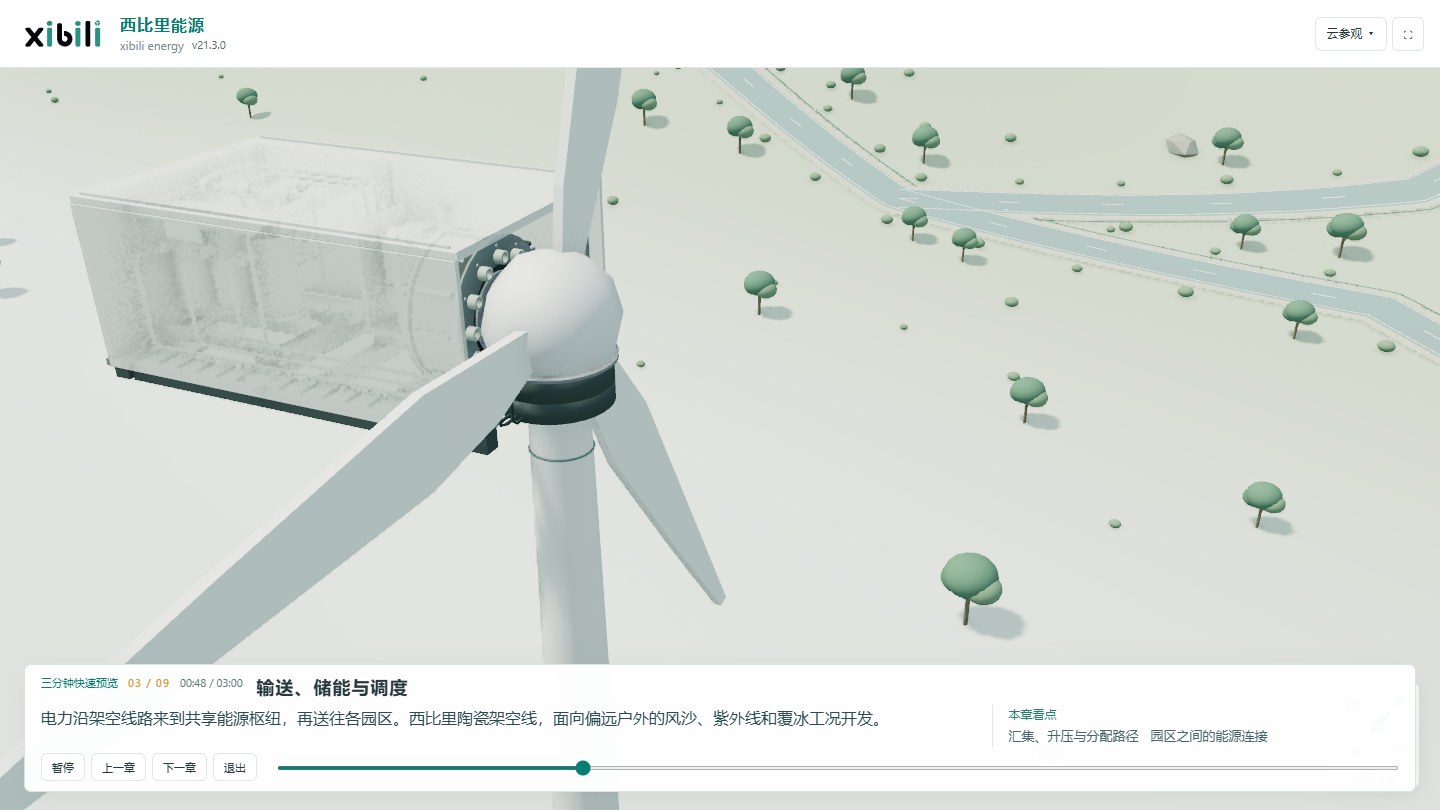 xibili
西比里能源
xibili energy v21.3.0
云参观
三分钟快速预览 03 / 09 00:48 / 03:00 输送、储能与调度
电力沿架空线路来到共享能源枢纽，再送往各园区。西比里陶瓷架空线，面向偏远户外的风沙、紫外线和覆冰工况开发。
本章看点
汇集、升压与分配路径 园区之间的能源连接
暂停 上一章 下一章 退出